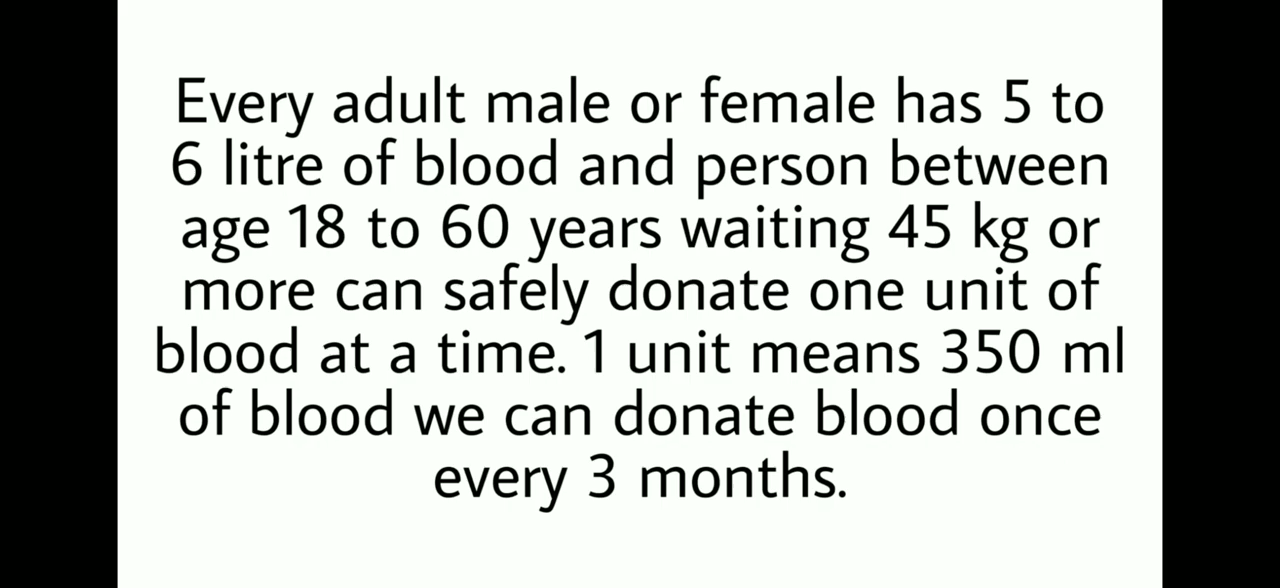 Every adult male or female has 5 to
6 litre of blood and person between
age 18 to 60 years waiting 45 kg or
more can safely donate one unit of
blood at a time. 1 unit means 350 ml
of blood we can donate blood once
every 3 months.